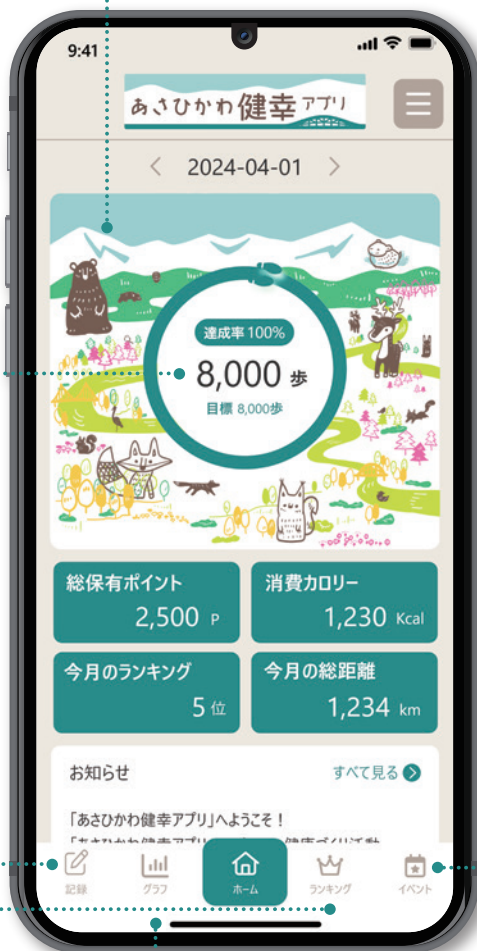 9:41
あさひかわ健幸アプリ
2024-04-01
達成率 100%
8,000 歩
目標 8,000歩
総保有ポイント
2,500 P
消費カロリー
1,230 Kcal
今月のランキング
5 位
今月の総距離
1,234 km
お知らせ
すべて見る
「あさひかわ健幸アプリ」へようこそ！
記録
グラフ
ホーム
ランキング
イベント